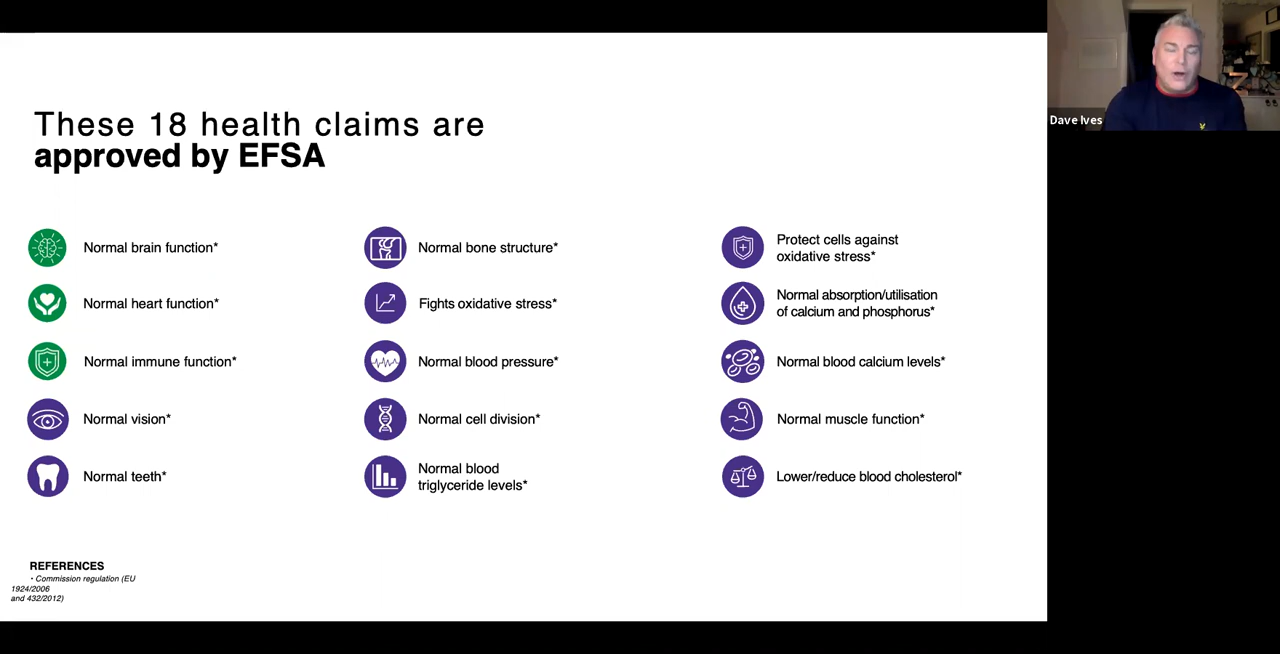 These 18 health claims are
approved by EFSA
Normal brain function*
Normal heart function*
Normal immune function*
Normal vision*
Normal teeth*
Normal bone structure*
Fights oxidative stress*
Normal blood pressure*
Normal cell division*
Normal blood
triglyceride levels*
Protect cells against
oxidative stress*
Normal absorption/utilisation
of calcium and phosphorus*
Normal blood calcium levels*
Normal muscle function*
Lower/reduce blood cholesterol*
REFERENCES
• Commission regulation (EU
1924/2006
and 432/2012)
Dave Ives